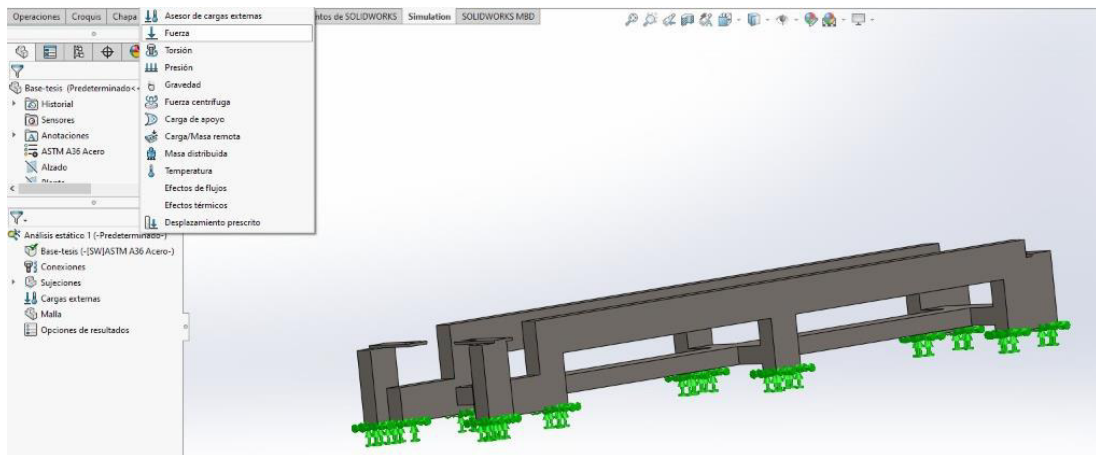 Operaciones Croquis Chapa ntos de SOLIDWORKS Simulation SOLIDWORKS MBD
Asesor de cargas externas
Fuerza
Torsión
Presión
Gravedad
Fuerza centrífuga
Carga de apoyo
Carga/Masa remota
Masa distribuida
Temperatura
Efectos de flujos
Efectos térmicos
Desplazamiento prescrito
Base-tesis (Predeterminado<
Historial
Sensores
Anotaciones
ASTM A36 Acero
Alzado
Planta
Análisis estático 1 (-Predeterminado-)
Base-tesis (-[SW]ASTM A36 Acero-)
Conexiones
Sujeciones
Cargas externas
Malla
Opciones de resultados